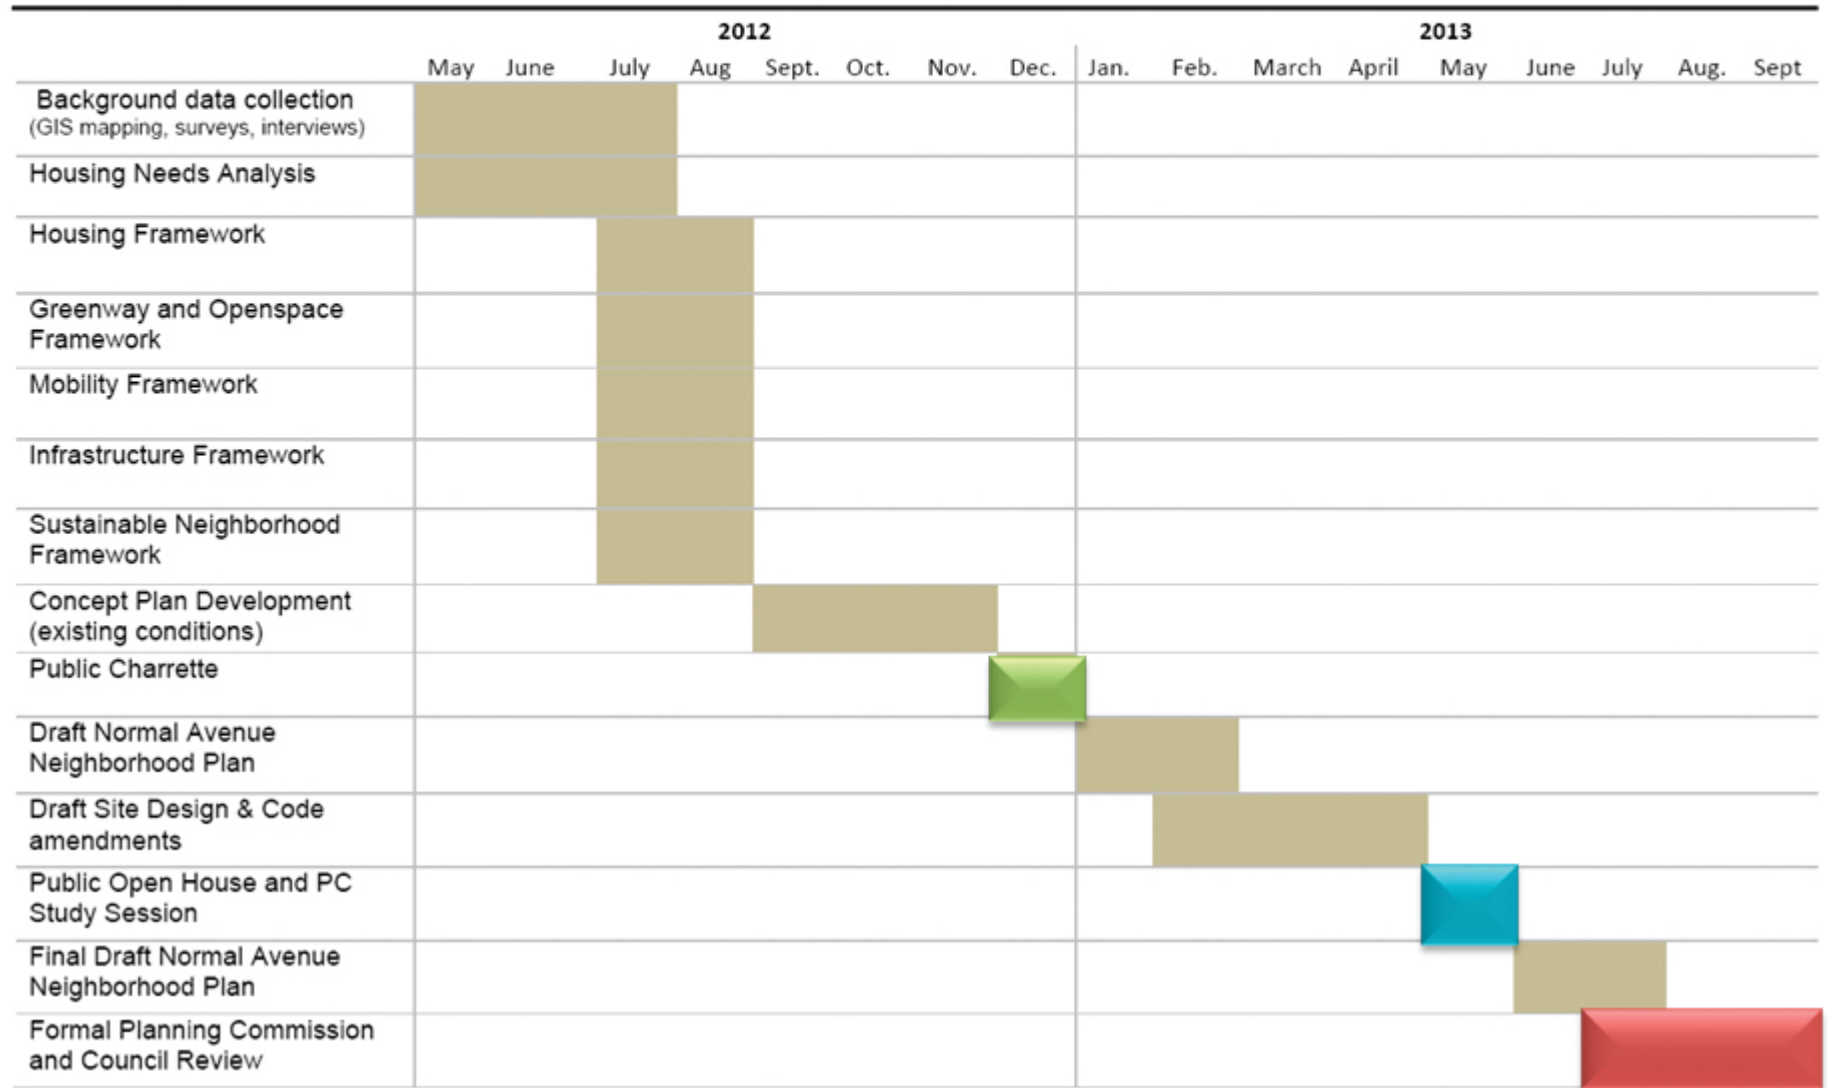 2012 2013
May June July Aug Sept. Oct. Nov. Dec. Jan. Feb. March April May June July Aug. Sept
Background data collection
(GIS mapping, surveys, interviews)
Housing Needs Analysis
Housing Framework
Greenway and Openspace
Framework
Mobility Framework
Infrastructure Framework
Sustainable Neighborhood
Framework
Concept Plan Development
(existing conditions)
Public Charrette
Draft Normal Avenue
Neighborhood Plan
Draft Site Design & Code
amendments
Public Open House and PC
Study Session
Final Draft Normal Avenue
Neighborhood Plan
Formal Planning Commission
and Council Review